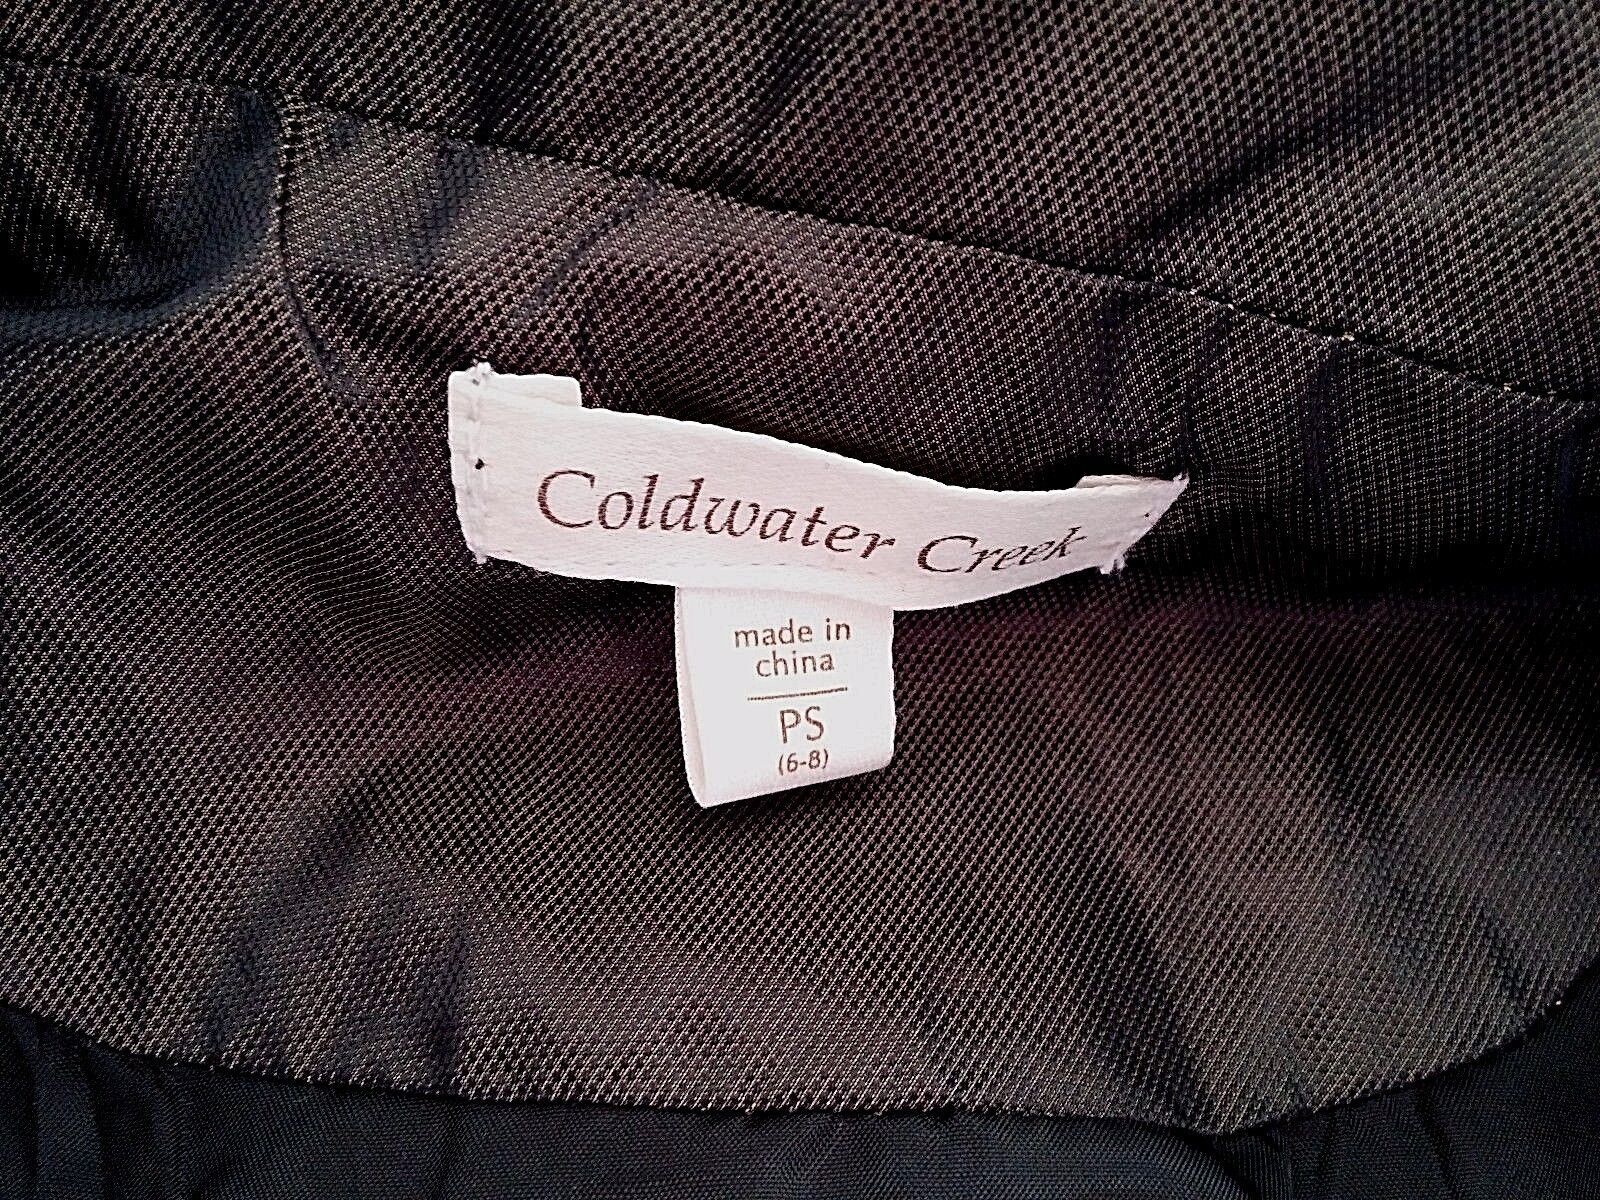 Coldwater Creek
made in
china
PS
(6-8)